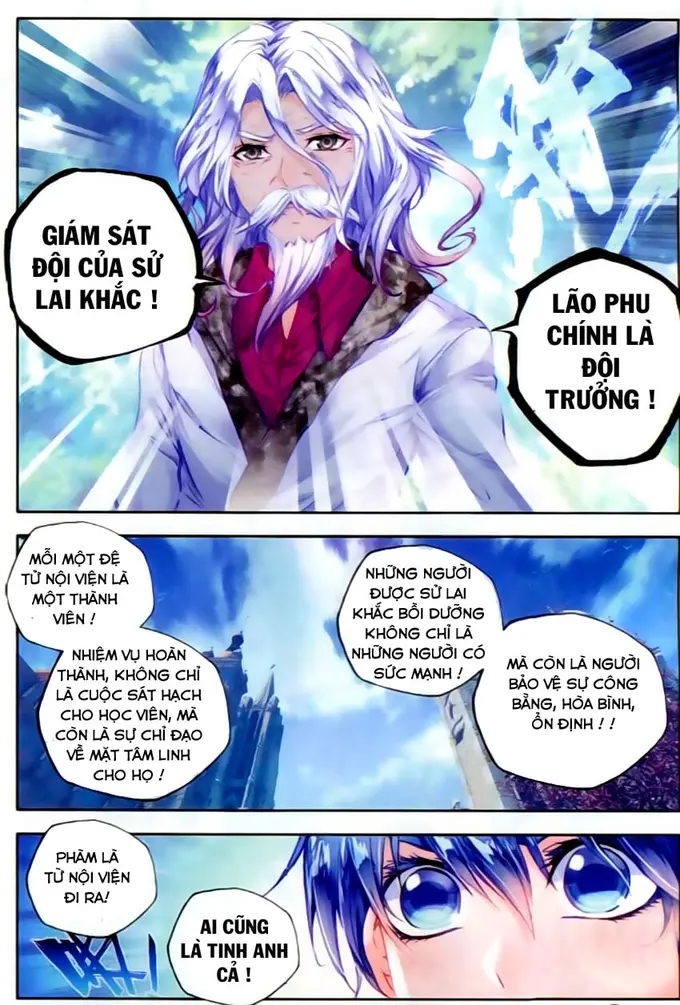 GIÁM SÁT
ĐỘI CỦA SỬ
LAI KHẮC !
LÃO PHU
CHÍNH LÀ
ĐỘI
TRƯỞNG !
MỖI MỘT ĐỆ
TỬ NỘI VIỆN LÀ
MỘT THÀNH
VIÊN !
NHIỆM VỤ HOÀN
THÀNH, KHÔNG CHỈ
LÀ CUỘC SÁT HẠCH
CHO HỌC VIÊN, MÀ
CÒN LÀ SỰ CHỈ ĐẠO
VỀ MẶT TÂM LINH
CHO HỌ !
NHỮNG NGƯỜI
ĐƯỢC SỬ LAI
KHẮC BỒI DƯỠNG
KHÔNG CHỈ LÀ
NHỮNG NGƯỜI CÓ
SỨC MẠNH !
MÀ CÒN LÀ NGƯỜI
BẢO VỆ SỰ CÔNG
BẰNG, HÒA BÌNH,
ỔN ĐỊNH ! !
PHÀM LÀ
TỪ NỘI VIỆN
ĐI RA!
AI CŨNG
LÀ TINH ANH
CẢ !